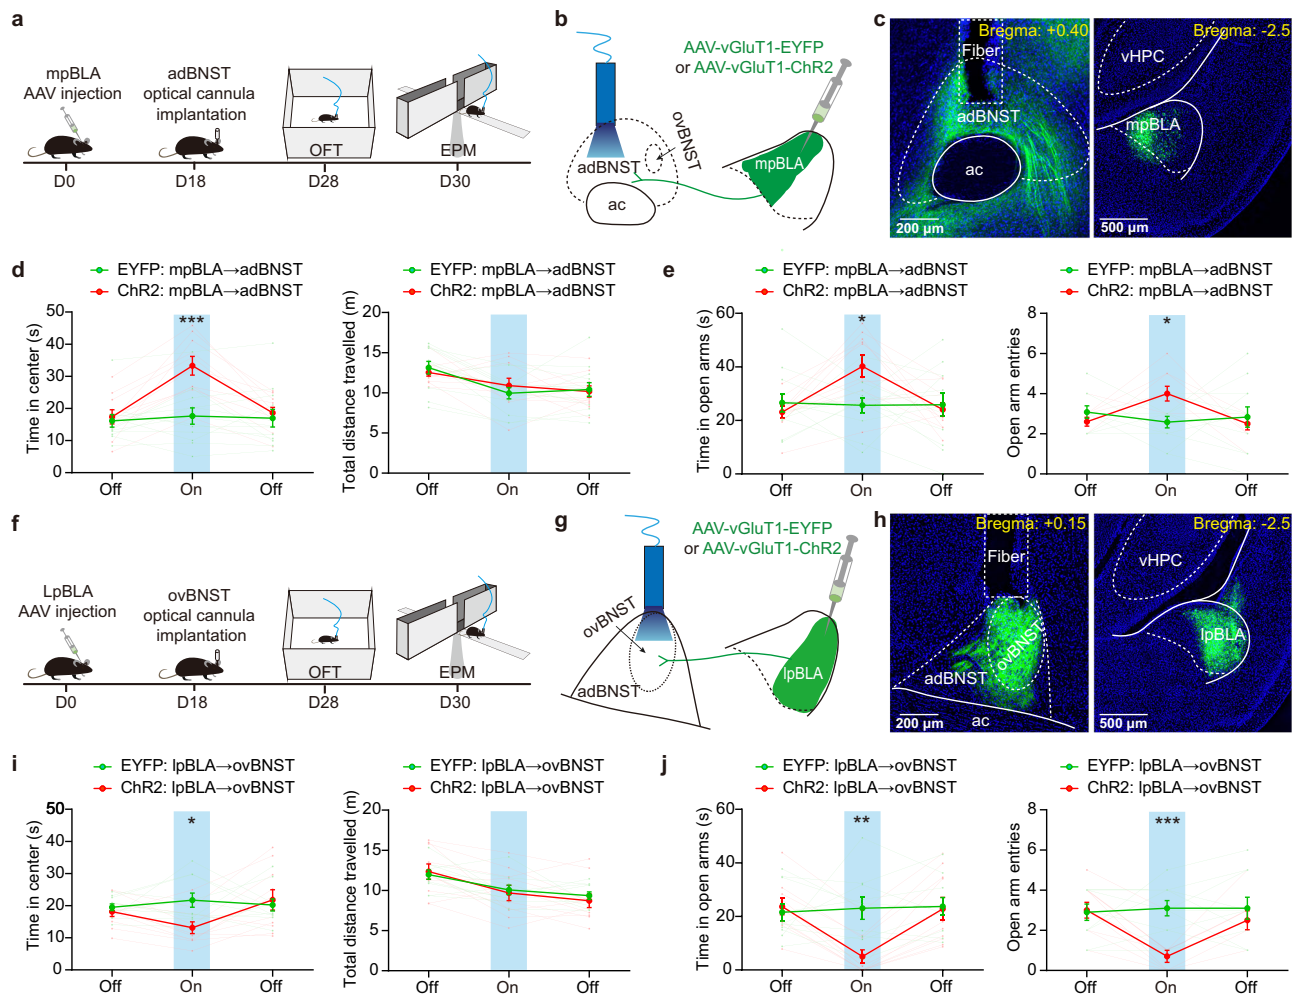 a
mpBLA
AAV injection
adBNST
optical cannula
implantation
OFT
EPM
D0
D18
D28
D30
b
AAV-vGluT1-EYFP
or AAV-vGluT1-ChR2
ovBNST
adBNST
mpBLA
ac
c
Bregma: +0.40
Fiber
adBNST
ac
200 μm
Bregma: -2.5
vHPC
mpBLA
500 μm
d
EYFP: mpBLA→adBNST
ChR2: mpBLA→adBNST
Time in center (s)
50
40
30
20
10
0
***
Off
On
Off
EYFP: mpBLA→adBNST
ChR2: mpBLA→adBNST
Total distance travelled (m)
20
15
10
5
0
Off
On
Off
e
EYFP: mpBLA→adBNST
ChR2: mpBLA→adBNST
Time in open arms (s)
60
40
20
0
*
Off
On
Off
EYFP: mpBLA→adBNST
ChR2: mpBLA→adBNST
Open arm entries
8
6
4
2
0
*
Off
On
Off
f
LpBLA
AAV injection
ovBNST
optical cannula
implantation
OFT
EPM
D0
D18
D28
D30
g
AAV-vGluT1-EYFP
or AAV-vGluT1-ChR2
ovBNST
adBNST
lpBLA
h
Bregma: +0.15
Fiber
ovBNST
adBNST
ac
200 μm
Bregma: -2.5
vHPC
lpBLA
500 μm
i
EYFP: lpBLA→ovBNST
ChR2: lpBLA→ovBNST
Time in center (s)
50
40
30
20
10
0
*
Off
On
Off
EYFP: lpBLA→ovBNST
ChR2: lpBLA→ovBNST
Total distance travelled (m)
20
15
10
5
0
Off
On
Off
j
EYFP: lpBLA→ovBNST
ChR2: lpBLA→ovBNST
Time in open arms (s)
60
40
20
0
**
Off
On
Off
EYFP: lpBLA→ovBNST
ChR2: lpBLA→ovBNST
Open arm entries
8
6
4
2
0
***
Off
On
Off